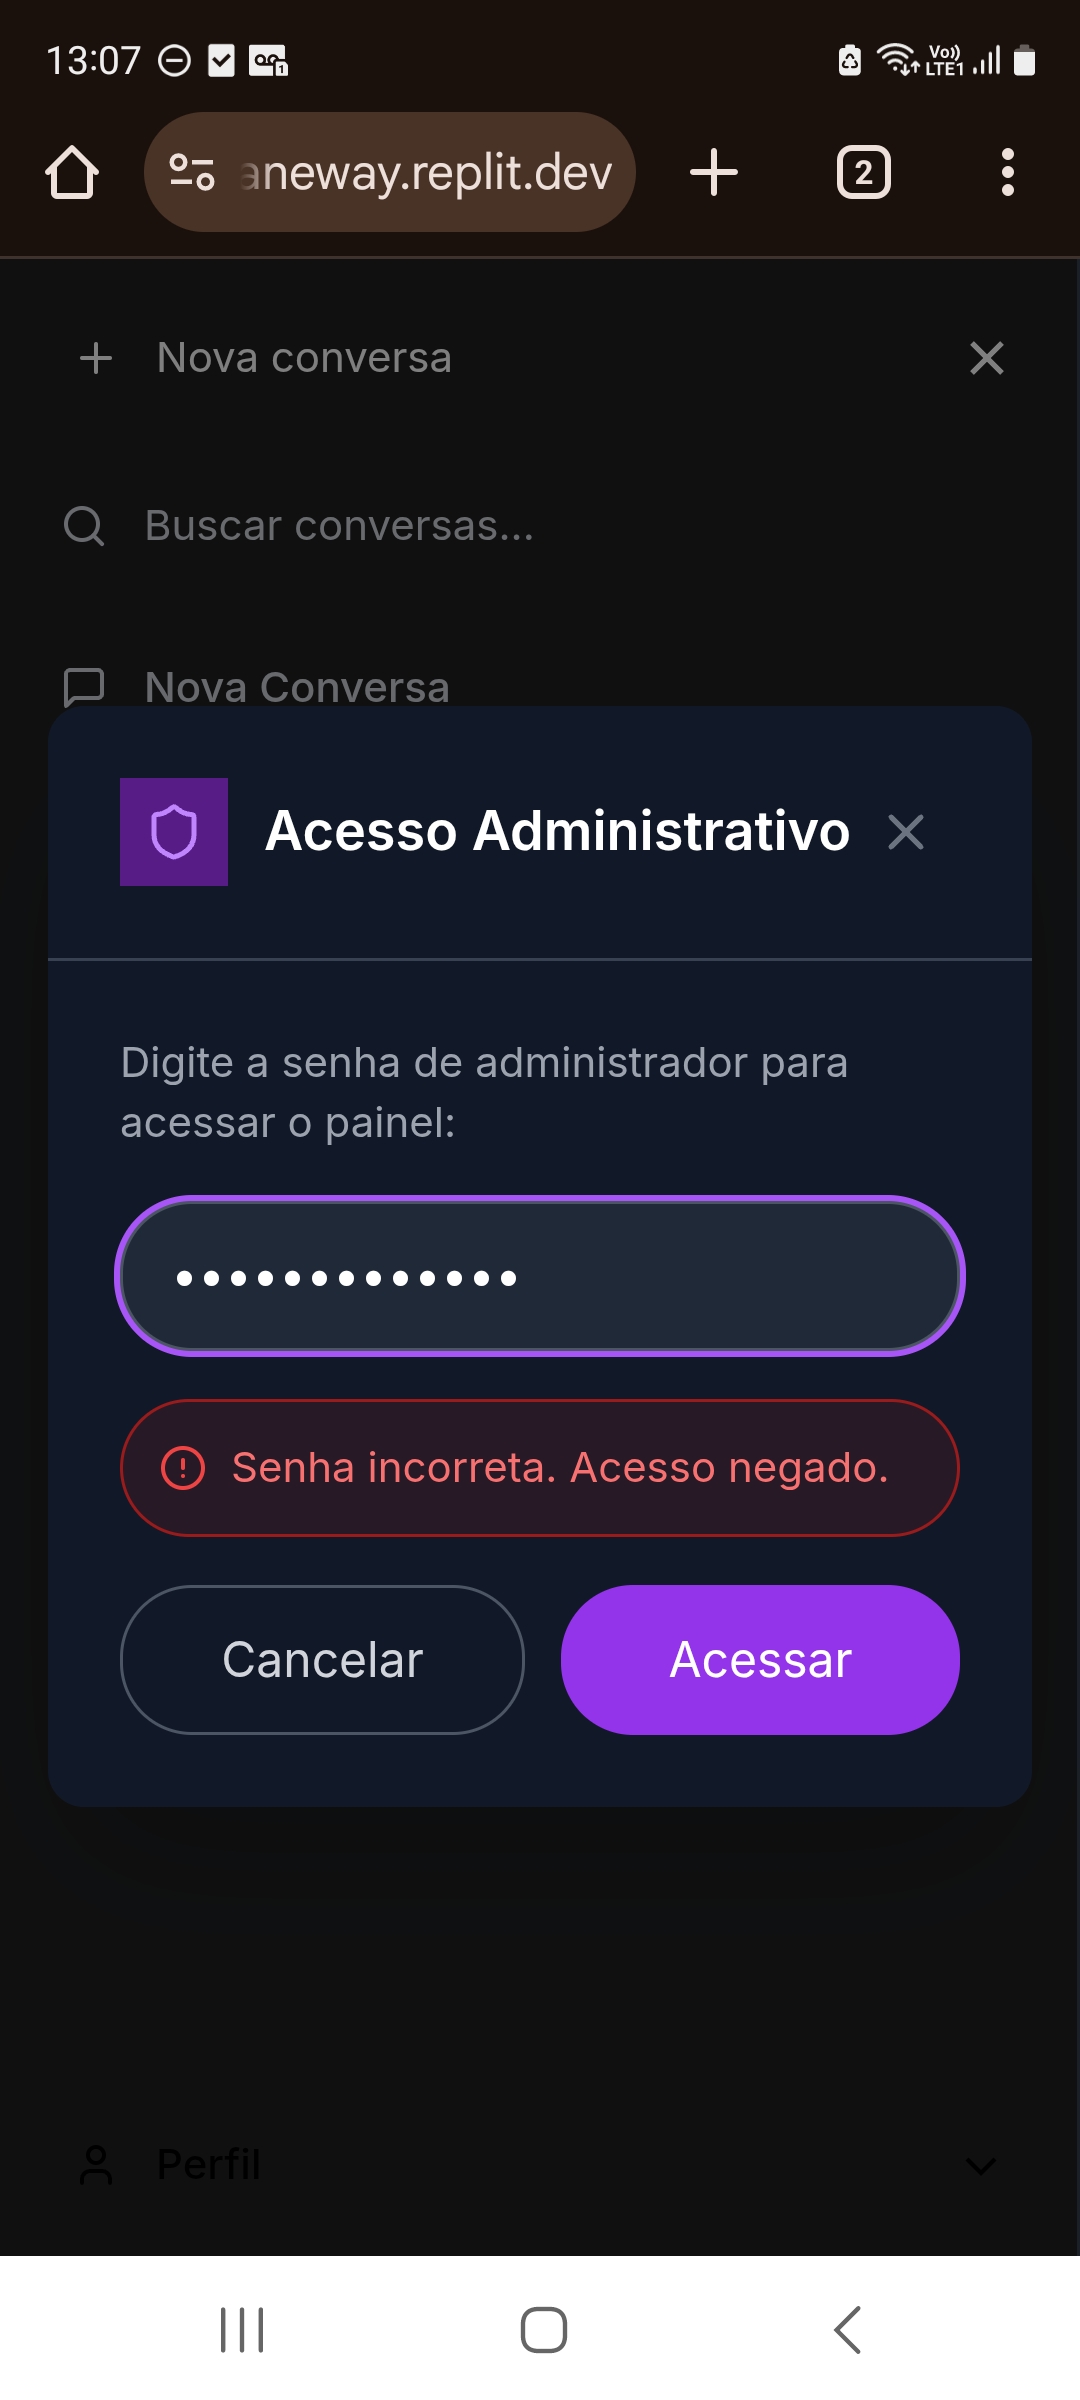 13:07
Vo))
LTE1
aneway.replit.dev
2
Nova conversa
Buscar conversas...
Nova Conversa
Acesso Administrativo
Digite a senha de administrador para
acessar o painel:
•••••••••••••
Senha incorreta. Acesso negado.
Cancelar
Acessar
Perfil